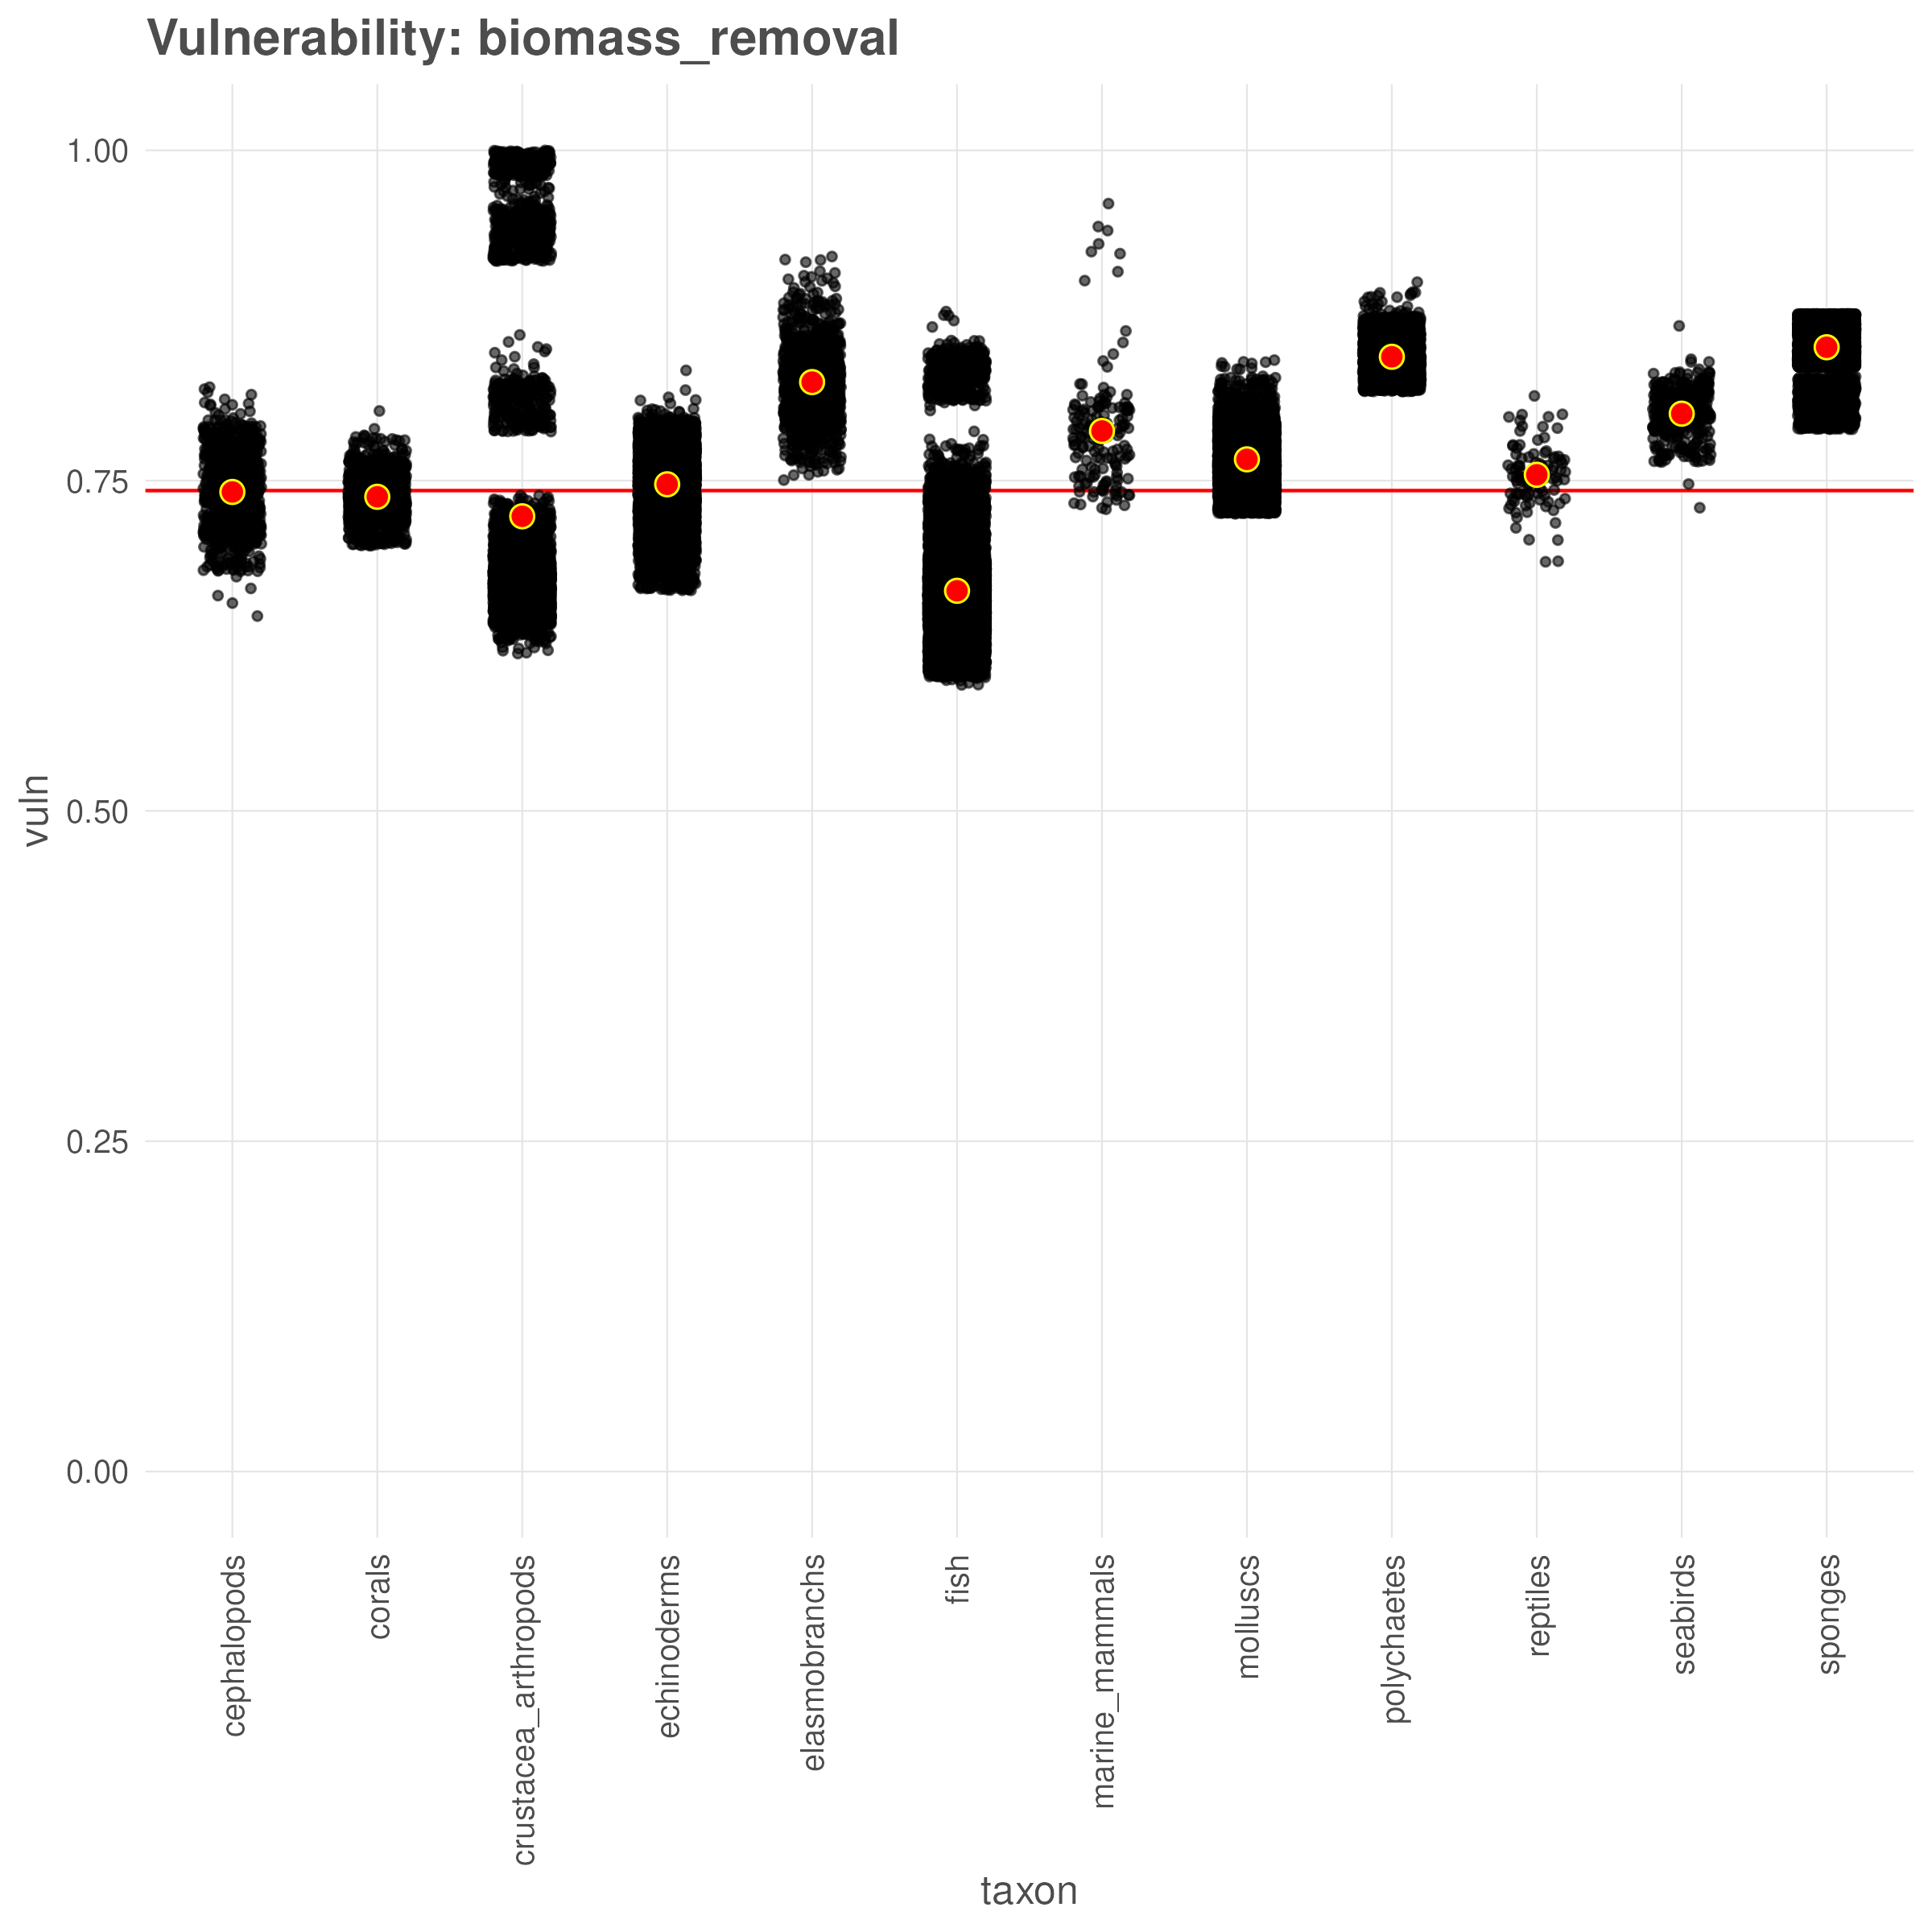 Vulnerability: biomass_removal
vuln
1.00
0.75
0.50
0.25
0.00
cephalopods
corals
crustacea_arthropods
echinoderms
elasmobranchs
fish
marine_mammals
molluscs
polychaetes
reptiles
seabirds
sponges
taxon